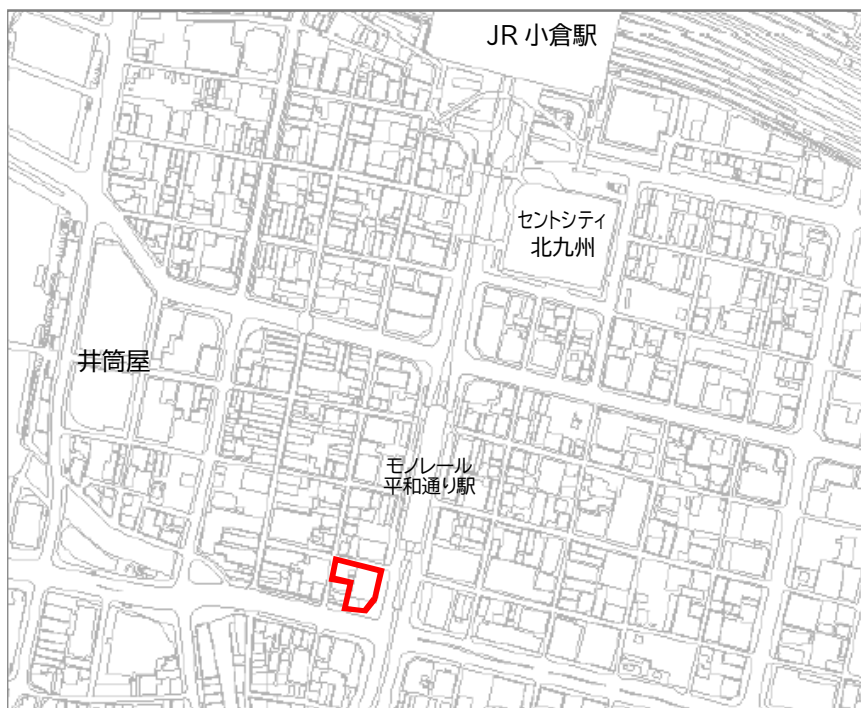 JR 小倉駅
セントシティ
北九州
井筒屋
モノレール
平和通り駅